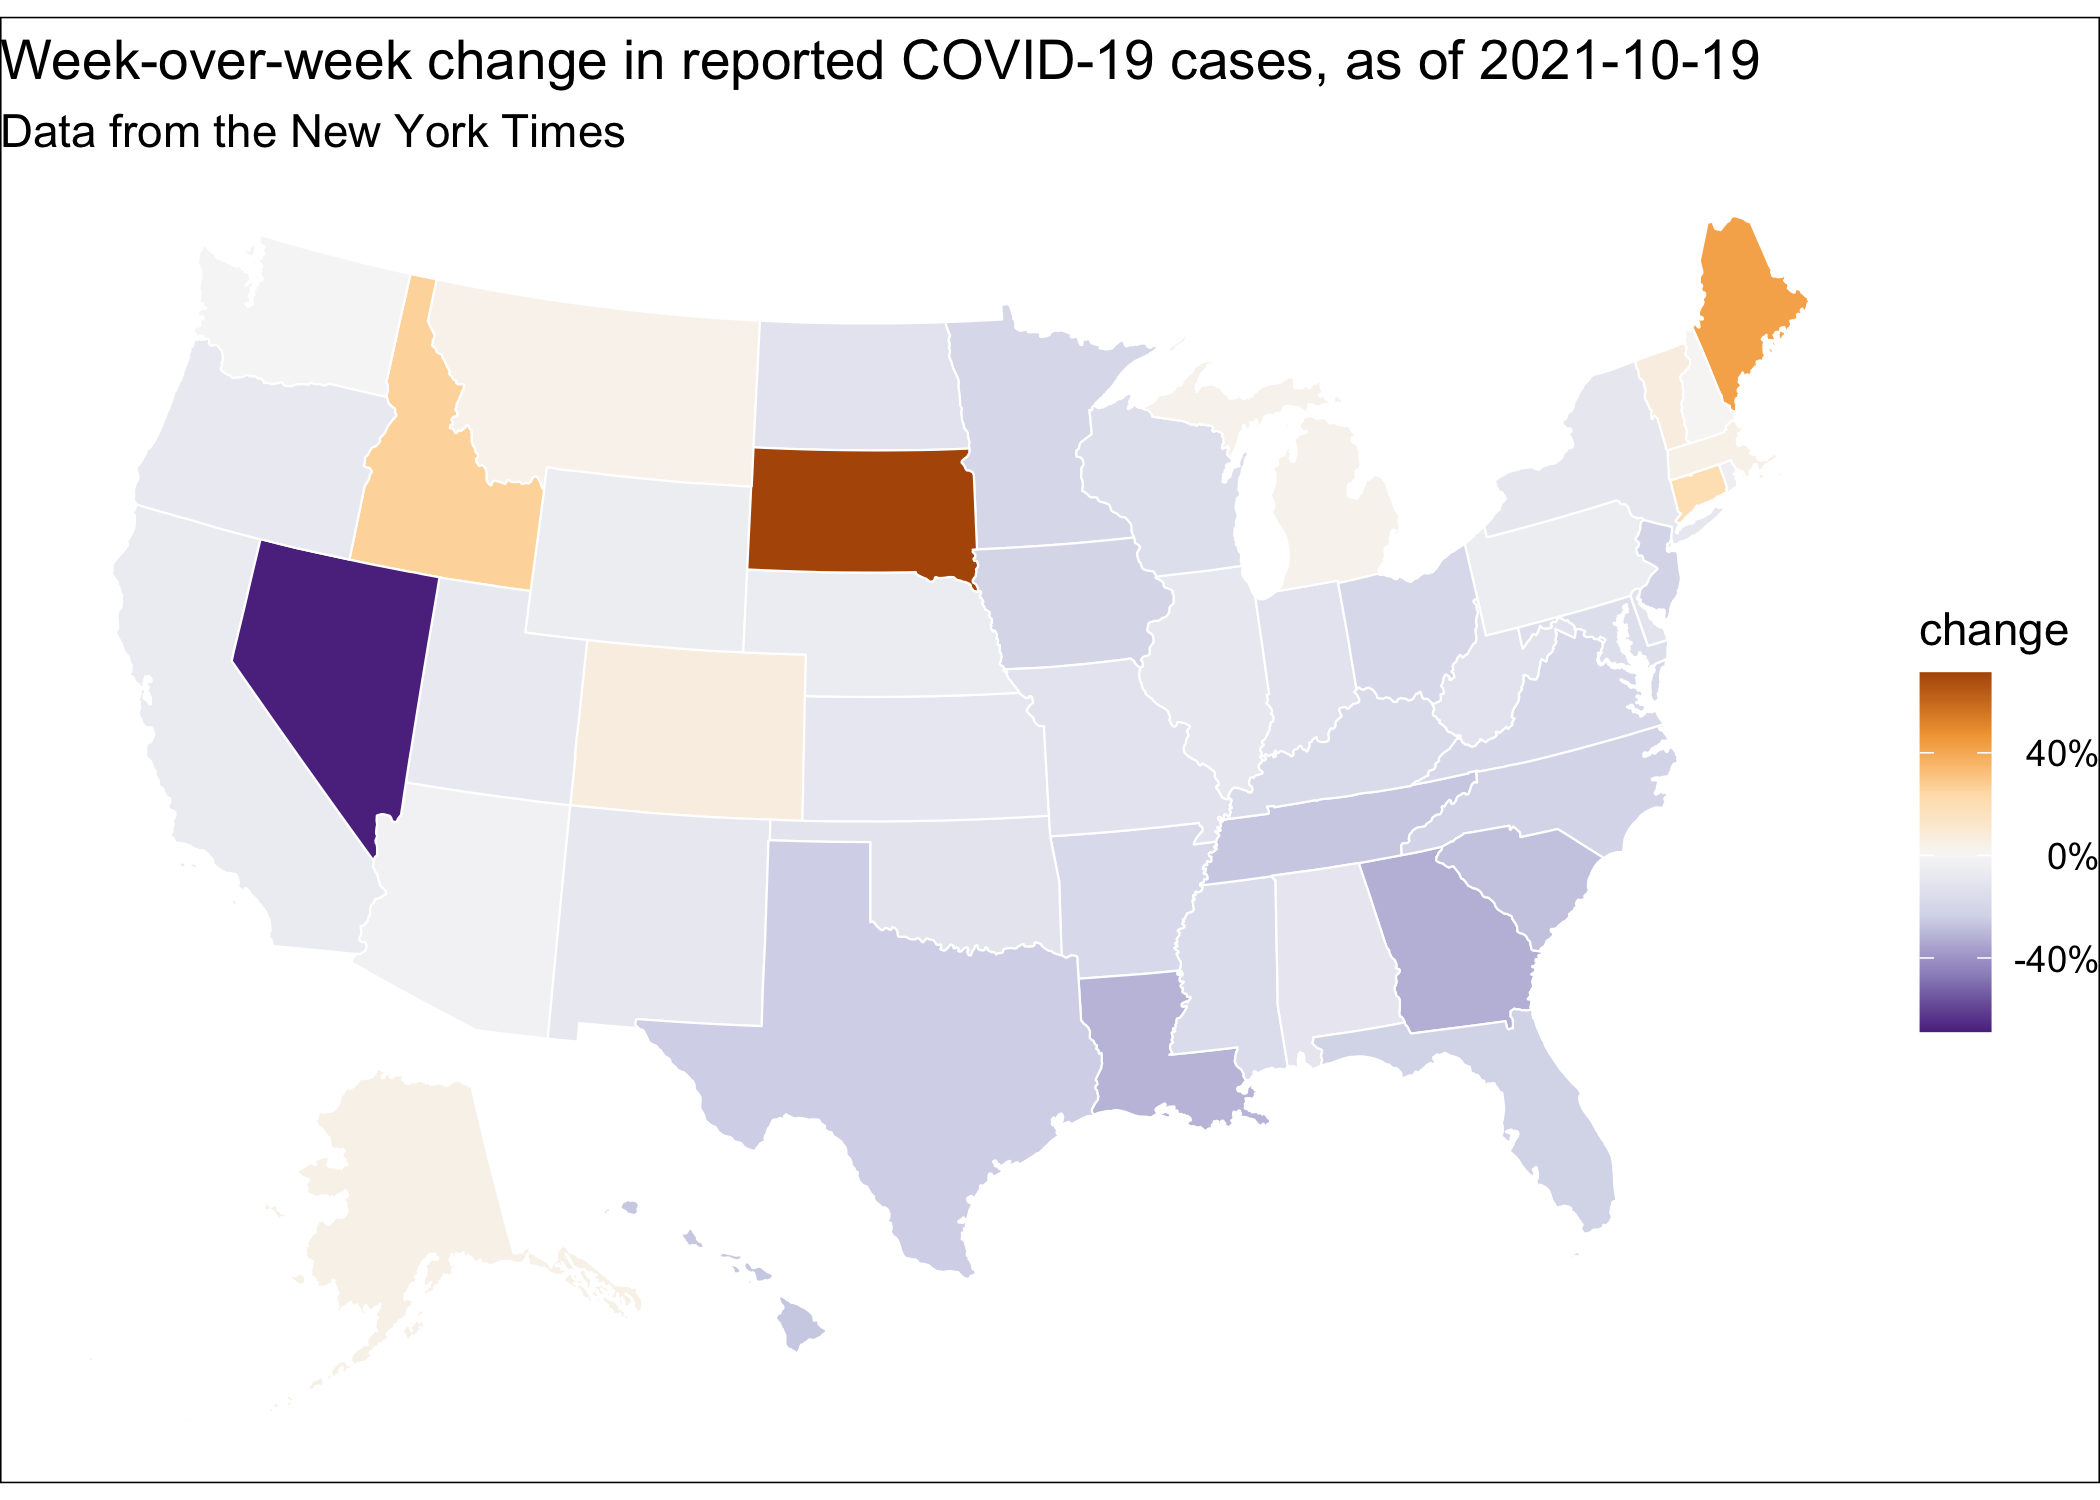 Week-over-week change in reported COVID-19 cases, as of 2021-10-19
Data from the New York Times
change
40%
0%
-40%